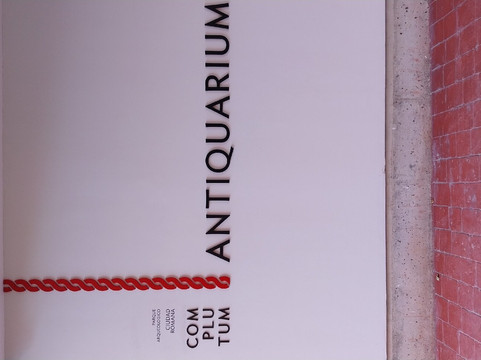 PARQUE
ARQUEOLÓGICO
CIUDAD
ROMANA
COM
PLU
TUM
ANTIQUARIUM